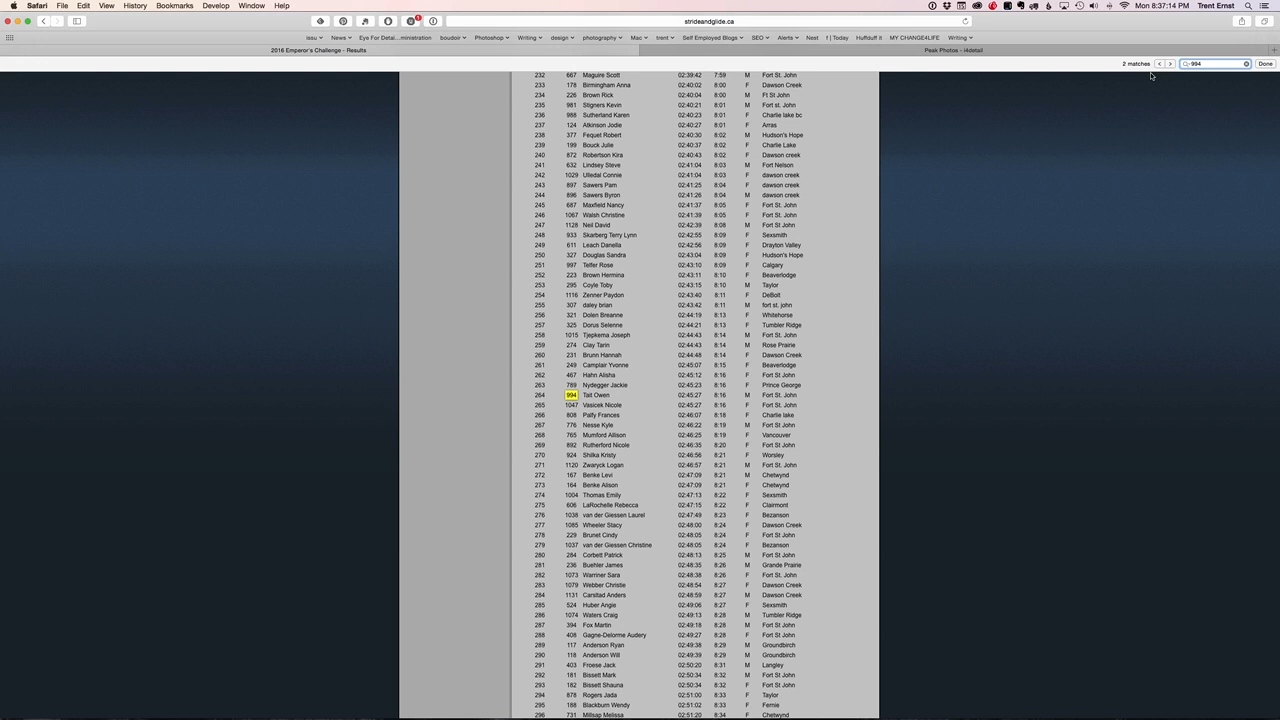 Safari File Edit View History Bookmarks Develop Window Help Mon 8:37:14 PM Trent Ernst
strideandglide.ca
issu Eye For Detai...ministration boudoir Photoshop Writing design photography Mac trent Self Employed Blogs SEO Alerts Nest f | Today Huffduff it MY CHANGE4LIFE Writing
2016 Emperor's Challenge - Results Peak Photos - i4detail
2 matches 994 Done
232 667 Maguire Scott 02:39:42 7:59 M Fort St. John
233 178 Birmingham Anna 02:40:02 8:00 F Dawson Creek
234 226 Brown Rick 02:40:04 8:00 M Ft St John
235 981 Stigners Kevin 02:40:21 8:01 M Fort st. John
236 988 Sutherland Karen 02:40:23 8:01 F Charlie lake bc
237 124 Atkinson Jodie 02:40:27 8:01 F Arras
238 377 Fequet Robert 02:40:30 8:02 M Hudson's Hope
239 199 Bouck Julie 02:40:37 8:02 F Charlie Lake
240 872 Robertson Kira 02:40:43 8:02 F Dawson creek
241 632 Lindsey Steve 02:41:04 8:03 M Fort Nelson
242 1029 Ulledal Connie 02:41:04 8:03 F dawson creek
243 897 Sawers Pam 02:41:25 8:04 F dawson creek
244 896 Sawers Byron 02:41:26 8:04 M dawson creek
245 687 Maxfield Nancy 02:41:37 8:05 F Fort St. John
246 1067 Walsh Christine 02:41:39 8:05 F Fort St. John
247 1128 Neil David 02:42:39 8:08 M Fort St John
248 933 Skarberg Terry Lynn 02:42:55 8:09 F Sexsmith
249 611 Leach Danella 02:42:56 8:09 F Drayton Valley
250 327 Douglas Sandra 02:43:04 8:09 F Hudson's Hope
251 997 Telfer Rose 02:43:10 8:09 F Calgary
252 223 Brown Hermina 02:43:11 8:10 F Beaverlodge
253 295 Coyle Toby 02:43:15 8:10 M Taylor
254 1116 Zenner Paydon 02:43:40 8:11 F DeBolt
255 307 daley brian 02:43:42 8:11 M fort st. john
256 321 Dolen Breanne 02:44:19 8:13 F Whitehorse
257 325 Dorus Selenne 02:44:21 8:13 F Tumbler Ridge
258 1015 Tjepkema Joseph 02:44:43 8:14 M Fort St. John
259 274 Clay Tarin 02:44:43 8:14 M Rose Prairie
260 231 Brunn Hannah 02:44:48 8:14 F Dawson Creek
261 249 Camplair Yvonne 02:45:07 8:15 F Beaverlodge
262 467 Hahn Alisha 02:45:12 8:16 F Fort St John
263 789 Nydegger Jackie 02:45:23 8:16 F Prince George
264 994 Tait Owen 02:45:27 8:16 M Fort St. John
265 1047 Vasicek Nicole 02:45:27 8:16 F Fort St. John
266 808 Palfy Frances 02:46:07 8:18 F Charlie lake
267 776 Nesse Kyle 02:46:22 8:19 M Fort St. John
268 765 Mumford Allison 02:46:25 8:19 F Vancouver
269 892 Rutherford Nicole 02:46:35 8:20 F Fort St John
270 924 Shilka Kristy 02:46:56 8:21 F Worsley
271 1120 Zwaryck Logan 02:46:57 8:21 M Fort St. John
272 167 Benke Levi 02:47:09 8:21 M Chetwynd
273 164 Benke Alison 02:47:09 8:21 F Chetwynd
274 1004 Thomas Emily 02:47:13 8:22 F Sexsmith
275 606 LaRochelle Rebecca 02:47:15 8:22 F Clairmont
276 1038 van der Giessen Laurel 02:47:49 8:23 F Bezanson
277 1085 Wheeler Stacy 02:48:00 8:24 F Dawson Creek
278 229 Brunet Cindy 02:48:05 8:24 F Fort St John
279 1037 van der Giessen Christine 02:48:05 8:24 F Bezanson
280 284 Corbett Patrick 02:48:13 8:25 M Fort St John
281 236 Buehler James 02:48:35 8:26 M Grande Prairie
282 1073 Warriner Sara 02:48:38 8:26 F Fort St. John
283 1079 Webber Christie 02:48:54 8:27 F Dawson Creek
284 1131 Carsitad Anders 02:48:59 8:27 M Dawson Creek
285 524 Huber Angie 02:49:06 8:27 F Sexsmith
286 1074 Waters Craig 02:49:13 8:28 M Tumbler Ridge
287 394 Fox Martin 02:49:18 8:28 M Fort St John
288 408 Gagne-Delorme Audery 02:49:27 8:28 F Fort St John
289 117 Anderson Ryan 02:49:38 8:29 M Groundbirch
290 118 Anderson Will 02:49:39 8:29 M Groundbirch
291 403 Froese Jack 02:50:20 8:31 M Langley
292 181 Bissett Mark 02:50:34 8:32 M Fort St John
293 182 Bissett Shauna 02:50:34 8:32 F Fort St John
294 878 Rogers Jada 02:51:00 8:33 F Taylor
295 188 Blackburn Wendy 02:51:20 8:33 F Fernie
296 731 Millsap Melissa 02:51:20 8:34 F Chetwynd